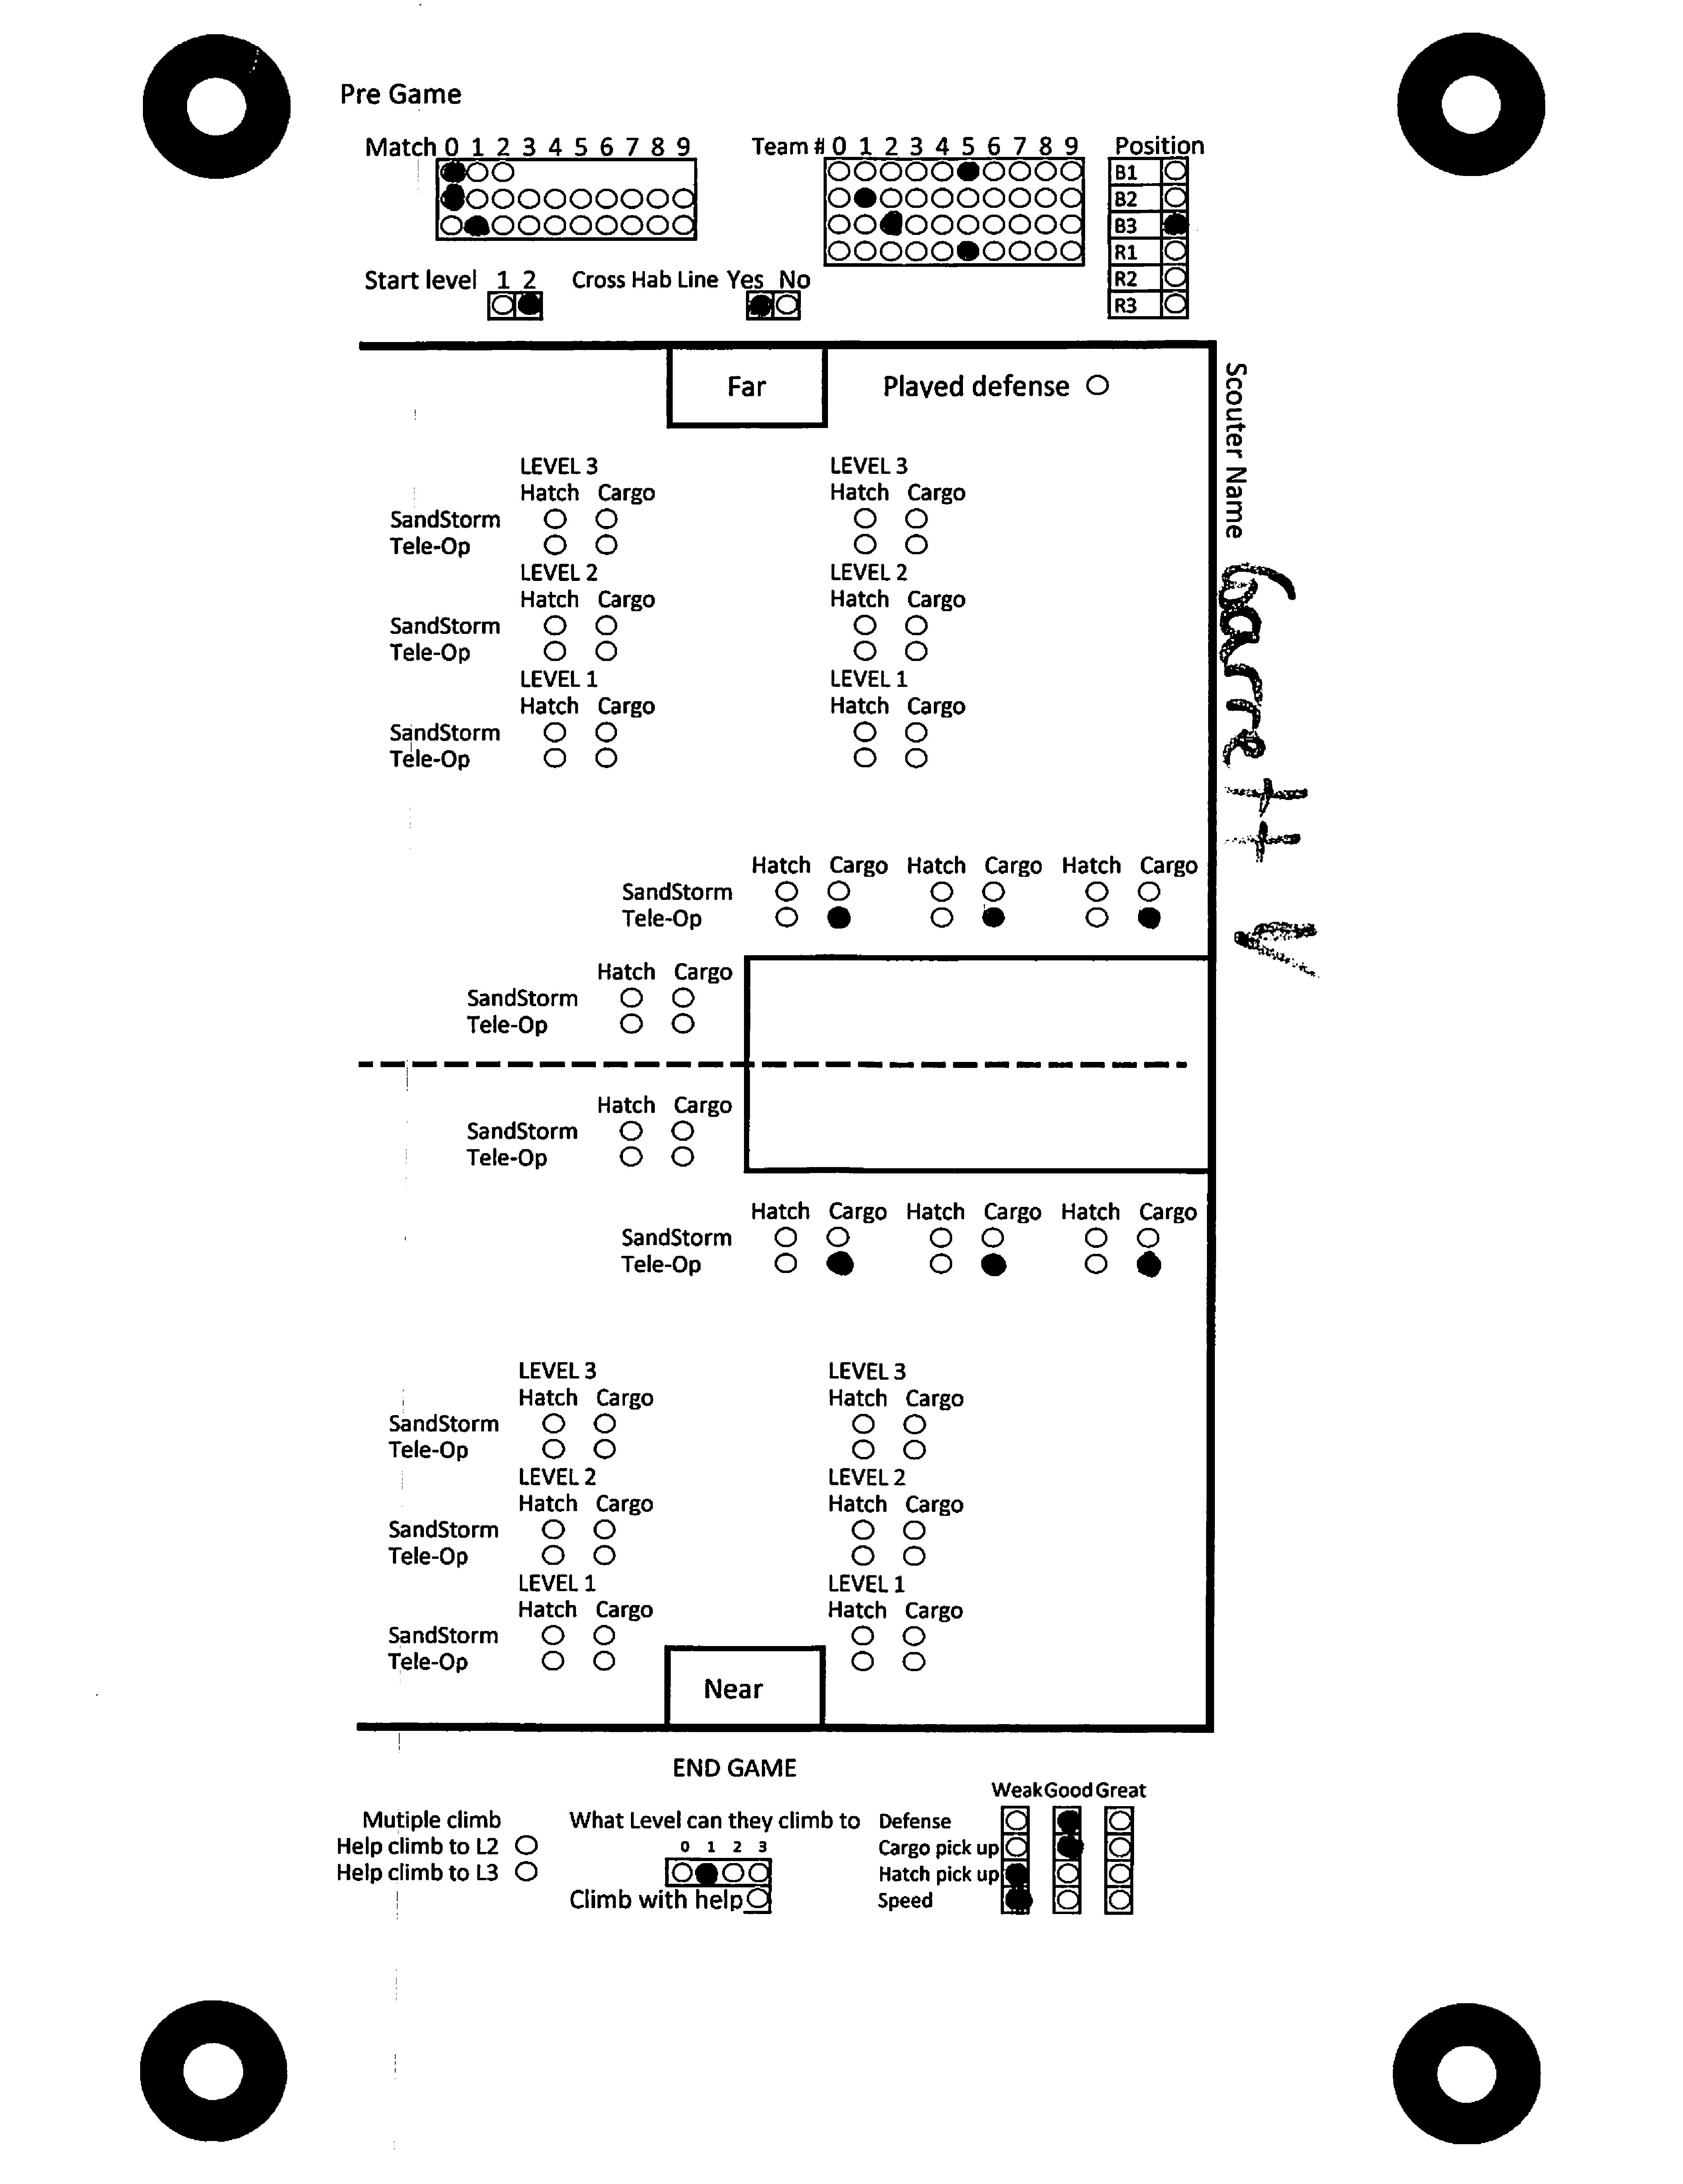 Pre Game
Match 0 1 2 3 4 5 6 7 8 9
Team # 0 1 2 3 4 5 6 7 8 9
Position
B1
B2
B3
R1
R2
R3
Start level 1 2
Cross Hab Line Yes No
Far
Played defense
Scouter Name Garrett V
LEVEL 3 LEVEL 3
Hatch Cargo Hatch Cargo
SandStorm
Tele-Op
LEVEL 2 LEVEL 2
Hatch Cargo Hatch Cargo
SandStorm
Tele-Op
LEVEL 1 LEVEL 1
Hatch Cargo Hatch Cargo
SandStorm
Tele-Op
Hatch Cargo Hatch Cargo Hatch Cargo
SandStorm
Tele-Op
Hatch Cargo
SandStorm
Tele-Op
Hatch Cargo
SandStorm
Tele-Op
Hatch Cargo Hatch Cargo Hatch Cargo
SandStorm
Tele-Op
LEVEL 3 LEVEL 3
Hatch Cargo Hatch Cargo
SandStorm
Tele-Op
LEVEL 2 LEVEL 2
Hatch Cargo Hatch Cargo
SandStorm
Tele-Op
LEVEL 1 LEVEL 1
Hatch Cargo Hatch Cargo
SandStorm
Tele-Op
Near
END GAME
Mutiple climb
Help climb to L2
Help climb to L3
What Level can they climb to
0 1 2 3
Climb with help
Weak Good Great
Defense
Cargo pick up
Hatch pick up
Speed